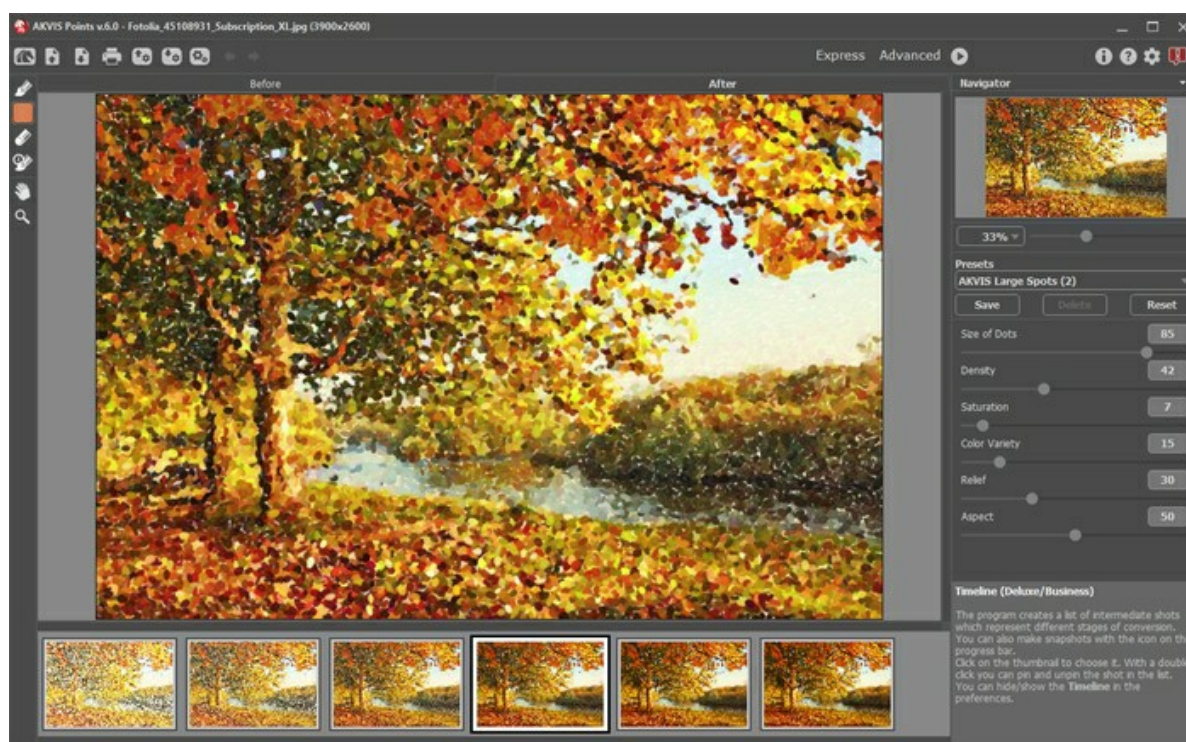 AKVIS Points v.6.0 - Fotolia_45108931_Subscription_XL.jpg (3900x2600)
Express Advanced
Before
After
Navigator
33%
Presets
AKVIS Large Spots (2)
Save Delete Reset
Size of Dots 85
Density 42
Saturation 7
Color Variety 15
Relief 30
Aspect 50
Timeline (Deluxe/Business)
The program creates a list of intermediate shots
which represent different stages of conversion.
You can also make snapshots with the icon on th
progress bar.
Click on the thumbnail to choose it. With a double
click you can pin and unpin the shot in the list.
You can hide/show the Timeline in the
preferences.